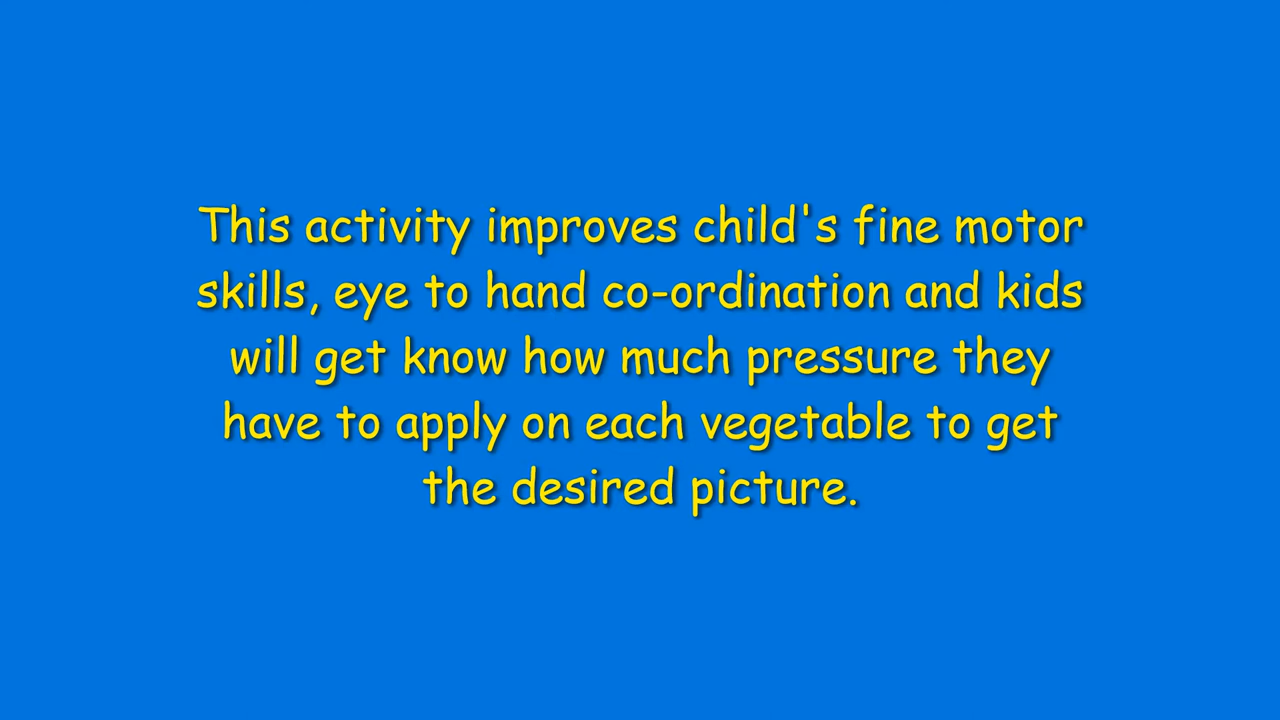 This activity improves child's fine motor
skills, eye to hand co-ordination and kids
will get know how much pressure they
have to apply on each vegetable to get
the desired picture.